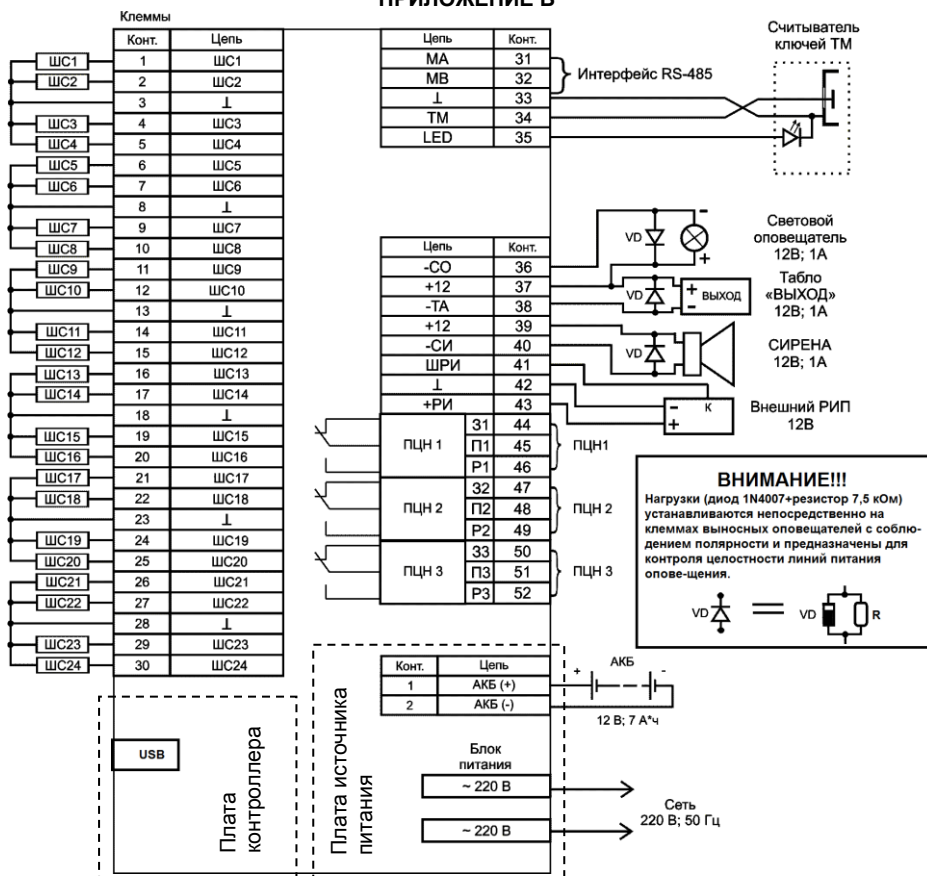 ПРИЛОЖЕНИЕ В
Клеммы
Конт. Цепь
ШС1 1 ШС1
ШС2 2 ШС2
3 ⊥
ШС3 4 ШС3
ШС4 5 ШС4
ШС5 6 ШС5
ШС6 7 ШС6
8 ⊥
ШС7 9 ШС7
ШС8 10 ШС8
ШС9 11 ШС9
ШС10 12 ШС10
13 ⊥
ШС11 14 ШС11
ШС12 15 ШС12
ШС13 16 ШС13
ШС14 17 ШС14
18 ⊥
ШС15 19 ШС15
ШС16 20 ШС16
ШС17 21 ШС17
ШС18 22 ШС18
23 ⊥
ШС19 24 ШС19
ШС20 25 ШС20
ШС21 26 ШС21
ШС22 27 ШС22
28 ⊥
ШС23 29 ШС23
ШС24 30 ШС24
Цепь Конт.
МА 31
МВ 32
⊥ 33
ТМ 34
LED 35
Интерфейс RS-485
Считыватель
ключей ТМ
Цепь Конт.
-СО 36
+12 37
-ТА 38
+12 39
-СИ 40
ШРИ 41
⊥ 42
+РИ 43
ПЦН 1
З1 44
П1 45
Р1 46
ПЦН1
ПЦН 2
З2 47
П2 48
Р2 49
ПЦН 2
ПЦН 3
З3 50
П3 51
Р3 52
ПЦН 3
VD - +
Световой
оповещатель
12В; 1А
VD + - ВЫХОД
Табло
«ВЫХОД»
12В; 1А
VD
СИРЕНА
12В; 1А
- К
+
Внешний РИП
12В
ВНИМАНИЕ!!!
Нагрузки (диод 1N4007+резистор 7,5 кОм)
устанавливаются непосредственно на
клеммах выносных оповещателей с соблю-
дением полярности и предназначены для
контроля целостности линий питания
опове-щения.
VD = VD R
Конт. Цепь
1 АКБ (+)
2 АКБ (-)
+ АКБ -
12 В; 7 А*ч
USB
Плата
контроллера
Плата источника
питания
Блок
питания
~ 220 В
~ 220 В
Сеть
220 В; 50 Гц